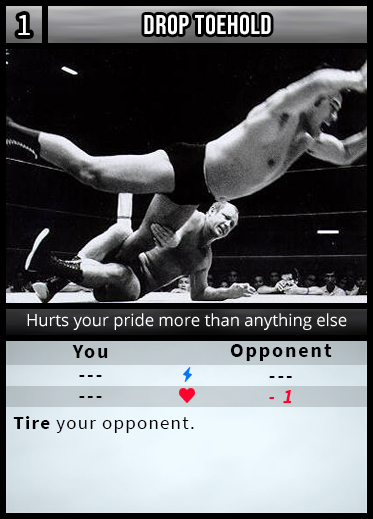 1 DROP TOEHOLD
Hurts your pride more than anything else
You Opponent
--- ---
--- - 1
Tire your opponent.